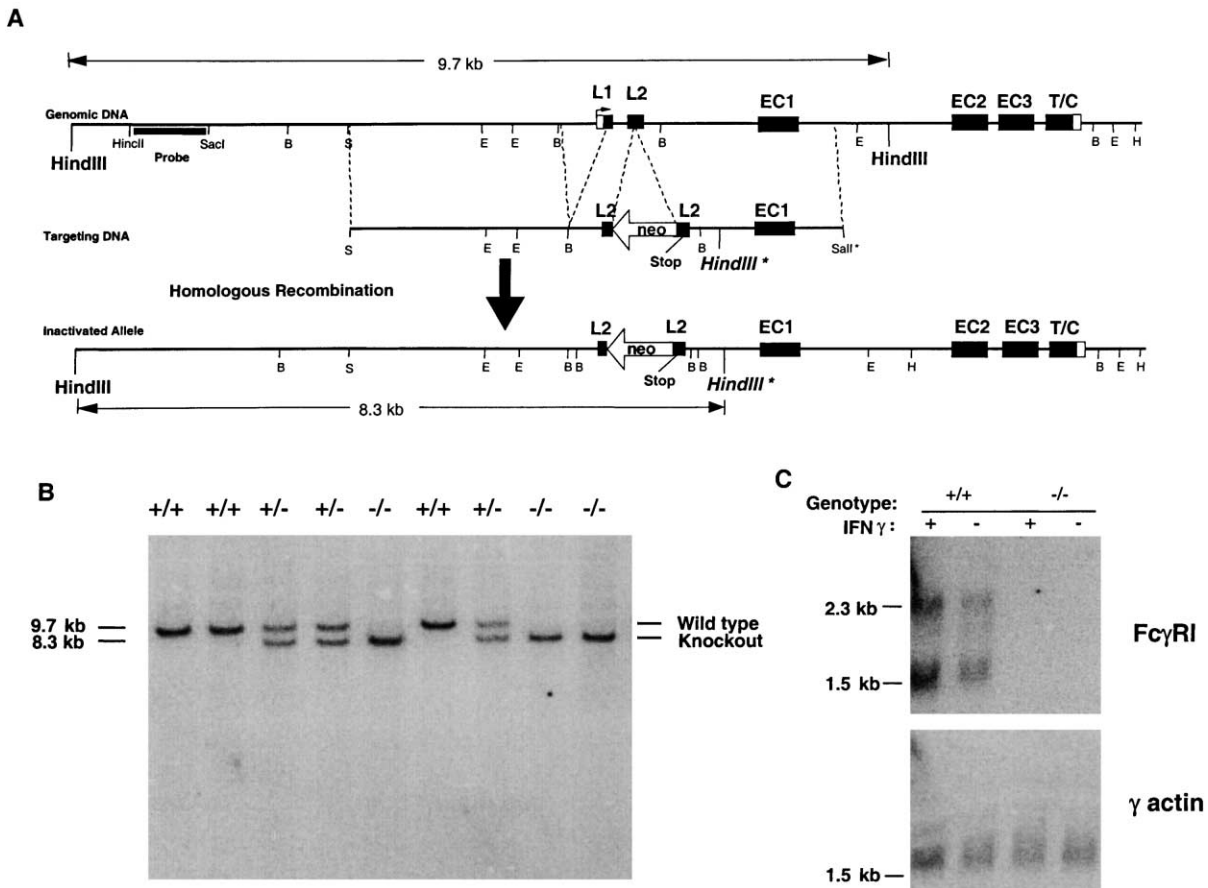 A
9.7 kb
Genomic DNA
L1 L2 EC1 EC2 EC3 T/C
HincII SacI B S E E B B E B E H
HindIII Probe HindIII
L2 neo L2 EC1
Targeting DNA
S E E B Stop B HindIII * SalI *
Homologous Recombination
Inactivated Allele
L2 neo L2 EC1 EC2 EC3 T/C
B S E E B B Stop B B E H B E H
HindIII HindIII *
8.3 kb
B
+/+ +/+ +/- +/- -/- +/+ +/- -/- -/-
9.7 kb Wild type
8.3 kb Knockout
C
Genotype: +/+ -/-
IFN γ : + - + -
2.3 kb
FcγRI
1.5 kb
γ actin
1.5 kb